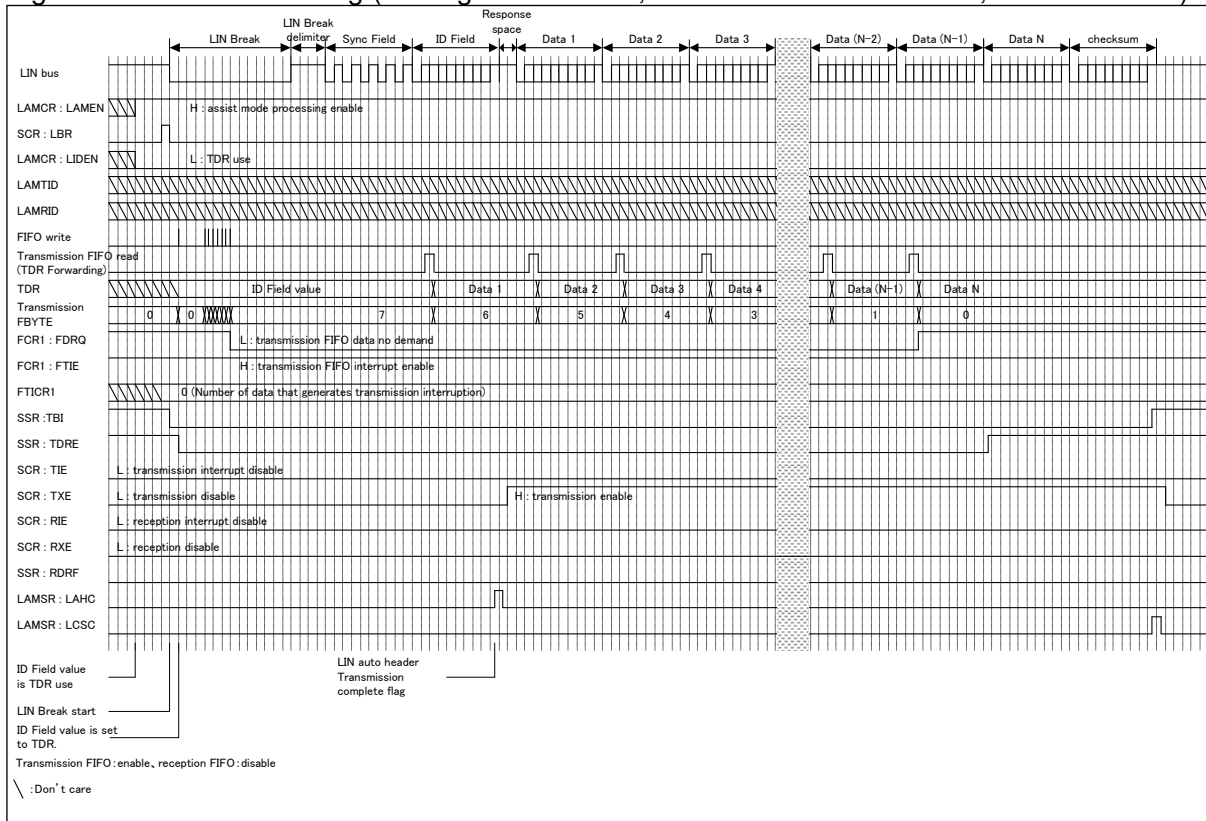 Response
LIN Break
space
LIN Break
delimiter
Sync Field
ID Field
Data 1
Data 2
Data 3
Data (N-2)
Data (N-1)
Data N
checksum
LIN bus
LAMCR : LAMEN
H : assist mode processing enable
SCR : LBR
LAMCR : LIDEN
L : TDR use
LAMTID
LAMRID
FIFO write
Transmission FIFO read
(TDR Forwarding)
TDR
ID Field value
Data 1
Data 2
Data 3
Data 4
Data (N-1)
Data N
Transmission
FBYTE
0
0
7
6
5
4
3
1
0
FCR1 : FDRQ
L : transmission FIFO data no demand
FCR1 : FTIE
H : transmission FIFO interrupt enable
FTICR1
0 (Number of data that generates transmission interruption)
SSR :TBI
SSR : TDRE
SCR : TIE
L : transmission interrupt disable
SCR : TXE
L : transmission disable
H : transmission enable
SCR : RIE
L : reception interrupt disable
SCR : RXE
L : reception disable
SSR : RDRF
LAMSR : LAHC
LAMSR : LCSC
ID Field value
is TDR use
LIN auto header
Transmission
complete flag
LIN Break start
ID Field value is set
to TDR.
Transmission FIFO:enable、reception FIFO:disable
:Don't care